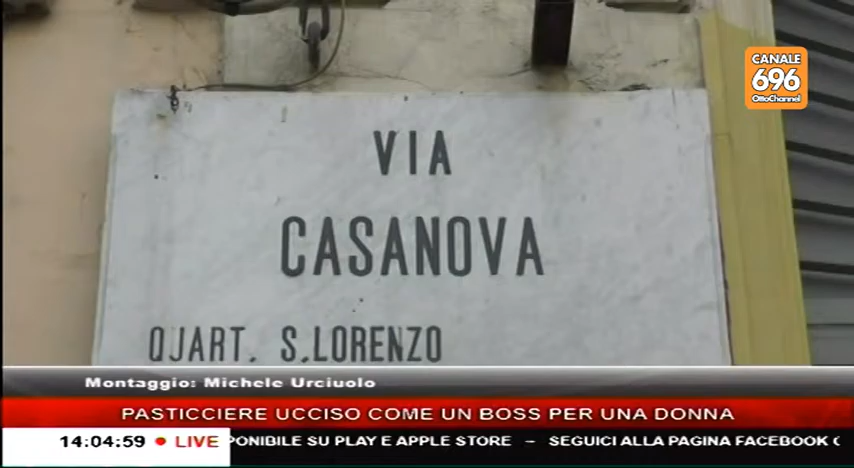 CANALE
696
OttoChannel
VIA
CASANOVA
QUART. S. LORENZO
Montaggio: Michele Urciuolo
PASTICCIERE UCCISO COME UN BOSS PER UNA DONNA
14:04:59 • LIVE PONIBILE SU PLAY E APPLE STORE – SEGUICI ALLA PAGINA FACEBOOK